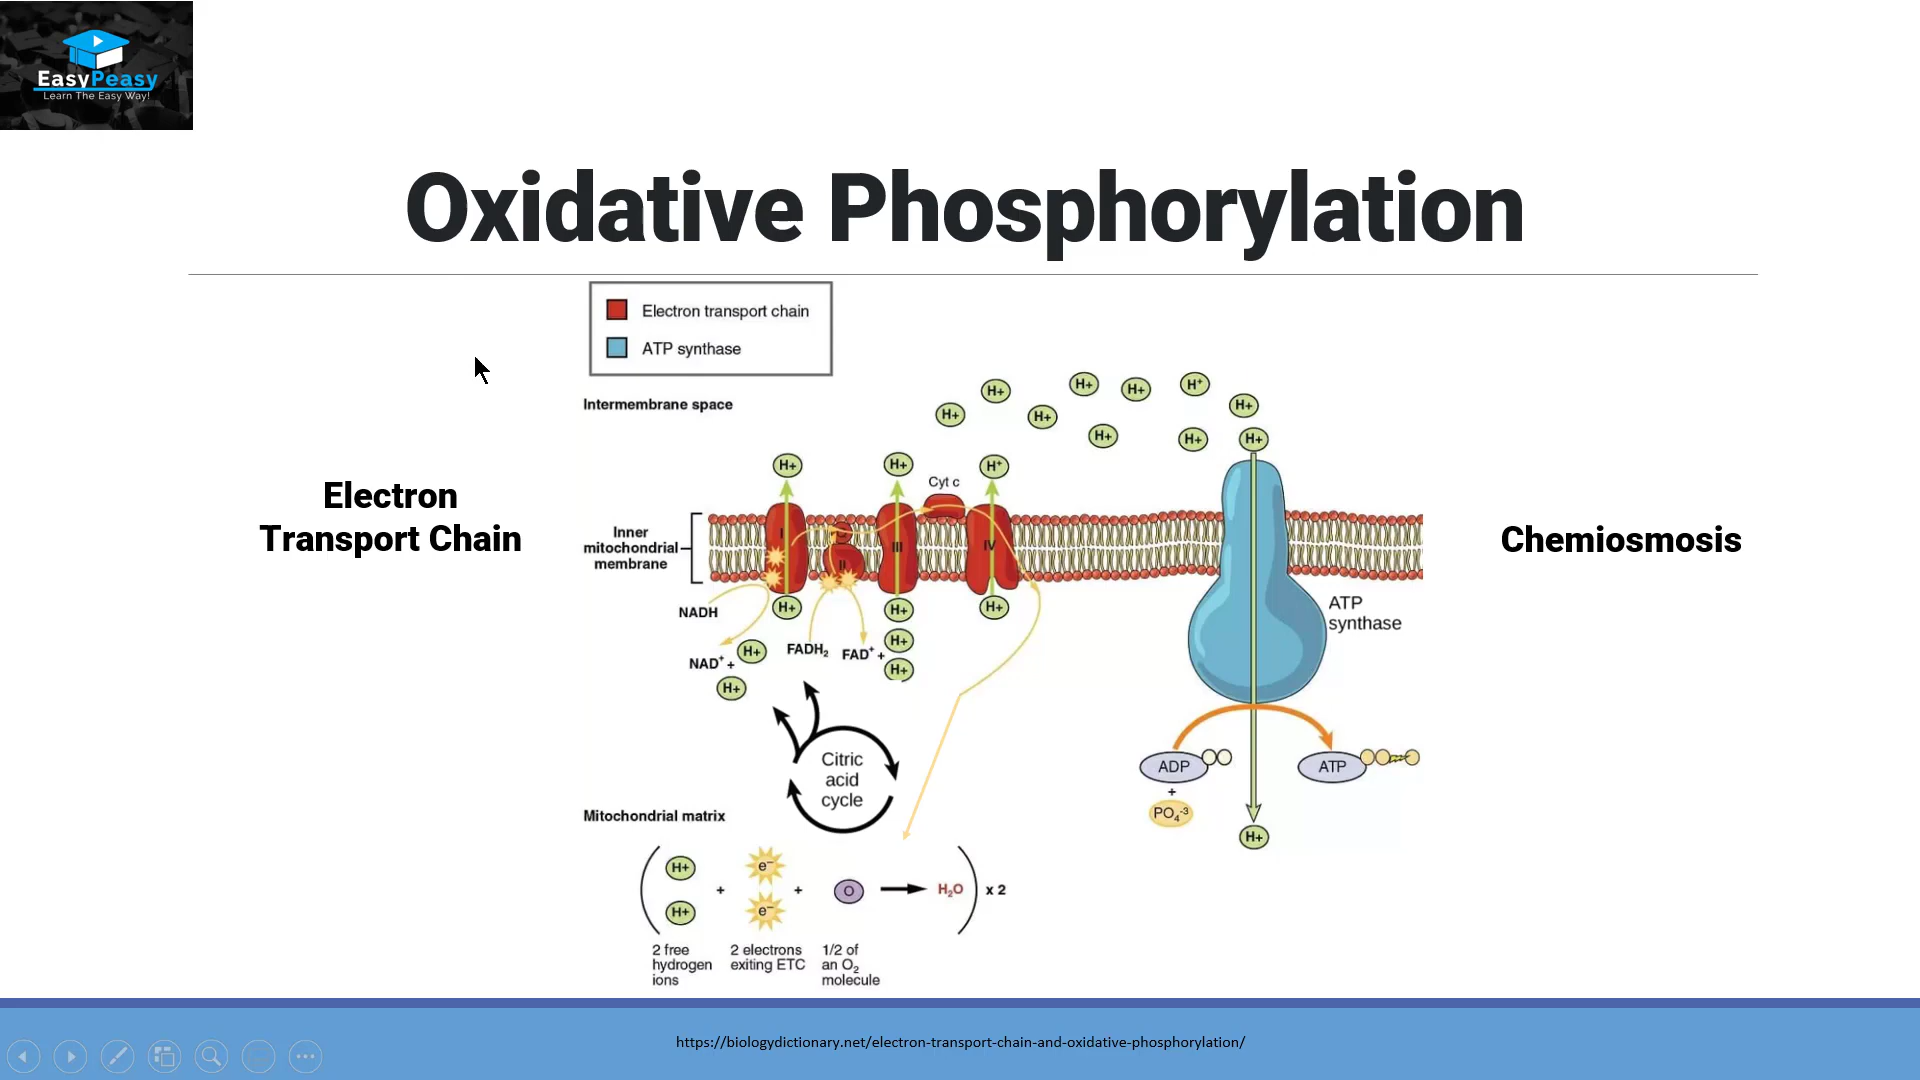 EasyPeasy
Learn The Easy Way!
Oxidative Phosphorylation
Electron transport chain
ATP synthase
Intermembrane space
H+ H+ H+ H+ H+ H⁺ H+
H+ H+ H+
H+ H+ H⁺
Cyt c
Electron
Transport Chain
Inner
mitochondrial
membrane
I II III IV
Chemiosmosis
NADH
H+ H+ H+
ATP
synthase
NAD⁺ + H+
H+
FADH₂
FAD⁺ + H+
H+
Citric
acid
cycle
ADP
+
PO₄⁻³
ATP
H+
Mitochondrial matrix
H+ + e⁻ + O H₂O x 2
H+ e⁻
2 free
hydrogen
ions
2 electrons
exiting ETC
1/2 of
an O₂
molecule
https://biologydictionary.net/electron-transport-chain-and-oxidative-phosphorylation/